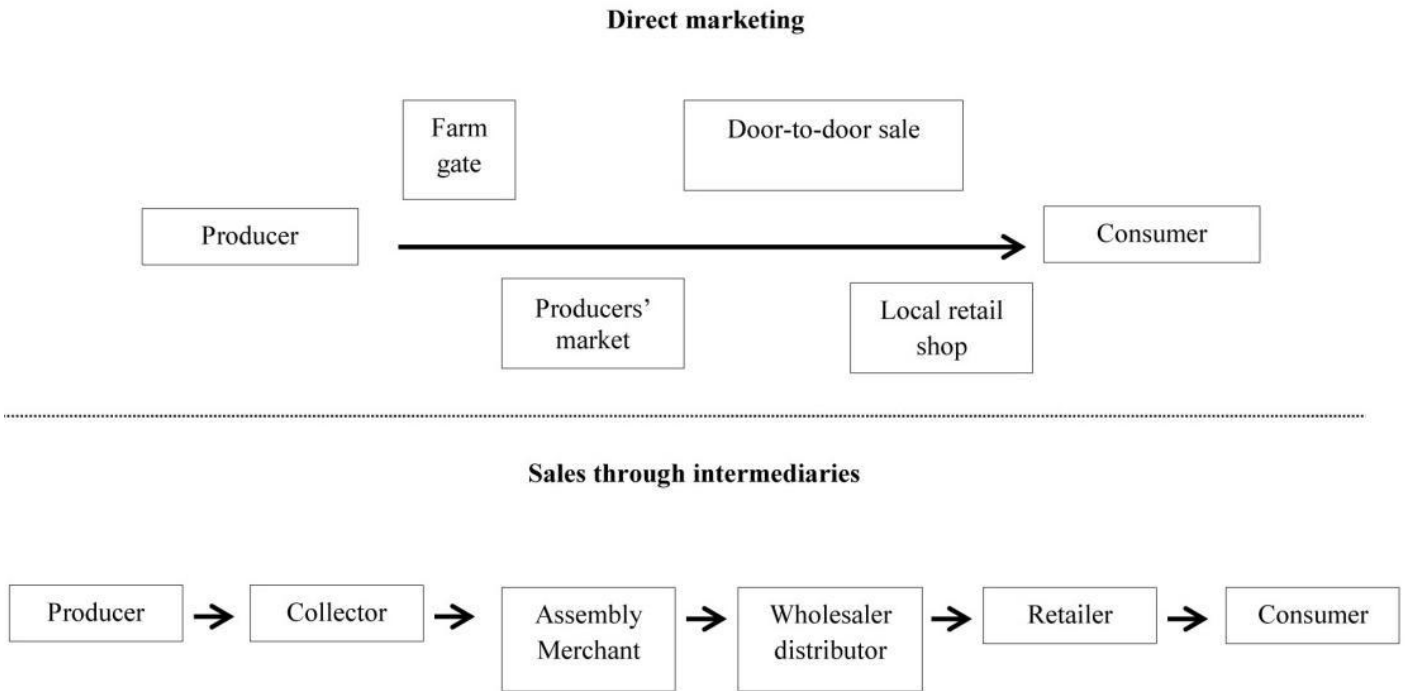 Direct marketing
Farm
gate
Door-to-door sale
Producer
Consumer
Producers’
market
Local retail
shop
Sales through intermediaries
Producer
Collector
Assembly
Merchant
Wholesaler
distributor
Retailer
Consumer